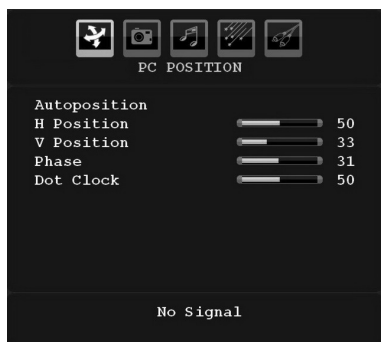 PC POSITION
Autoposition
H Position 50
V Position 33
Phase 31
Dot Clock 50
No Signal